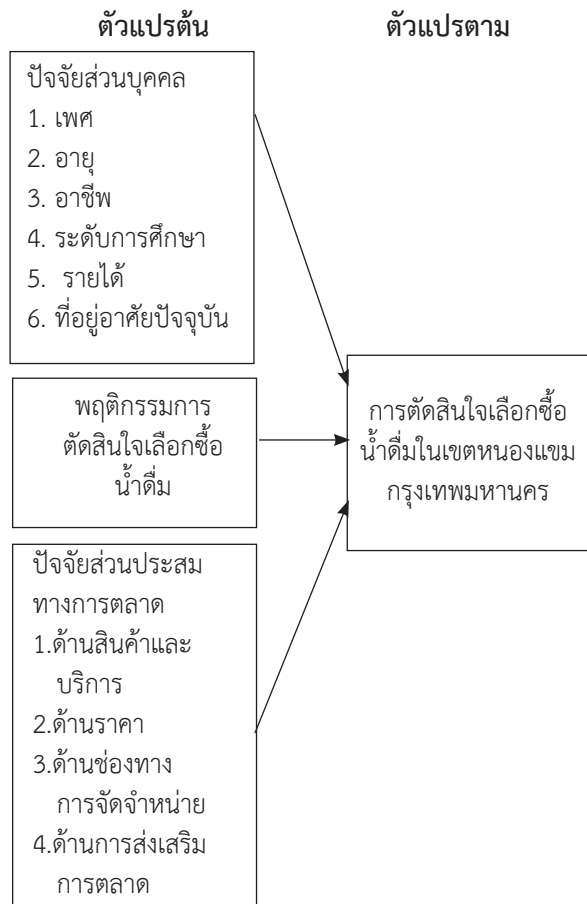 ตัวแปรต้น
ตัวแปรตาม
ปัจจัยส่วนบุคคล
1. เพศ
2. อายุ
3. อาชีพ
4. ระดับการศึกษา
5. รายได้
6. ที่อยู่อาศัยปัจจุบัน
พฤติกรรมการ
ตัดสินใจเลือกซื้อ
น้ำดื่ม
ปัจจัยส่วนประสม
ทางการตลาด
1.ด้านสินค้าและ
บริการ
2.ด้านราคา
3.ด้านช่องทาง
การจัดจำหน่าย
4.ด้านการส่งเสริม
การตลาด
การตัดสินใจเลือกซื้อ
น้ำดื่มในเขตหนองแขม
กรุงเทพมหานคร